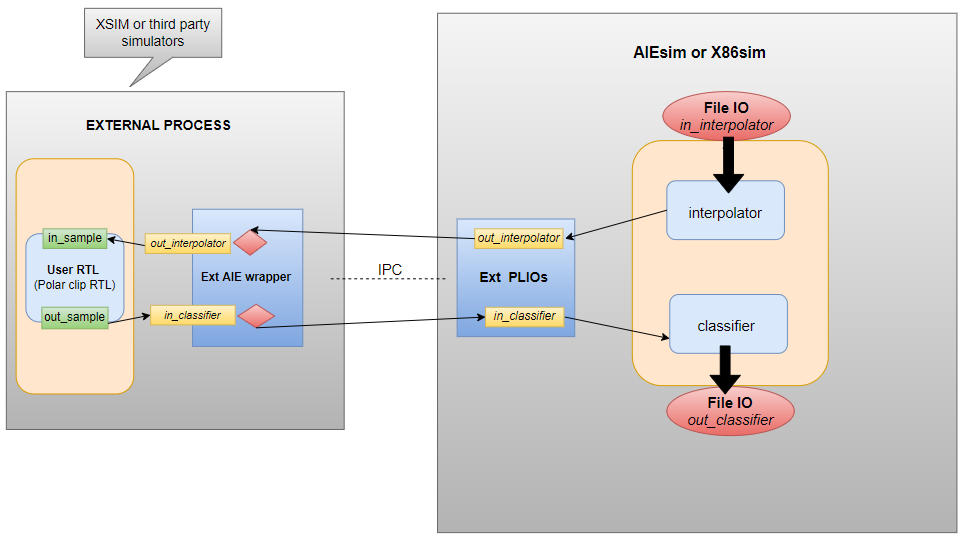 XSIM or third party
simulators
EXTERNAL PROCESS
in_sample
User RTL
(Polar clip RTL)
out_sample
out_interpolator
Ext AIE wrapper
in_classifier
IPC
AIEsim or X86sim
out_interpolator
Ext PLIOs
in_classifier
File IO
in_interpolator
interpolator
classifier
File IO
out_classifier